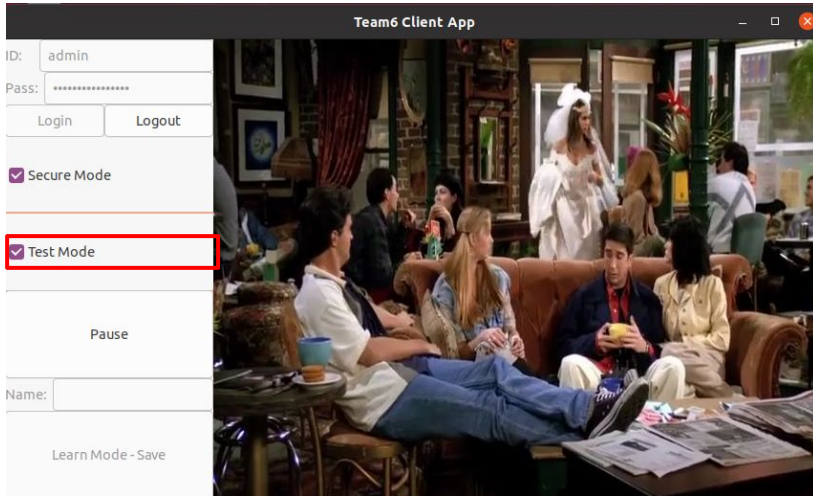 Team6 Client App
ID: admin
Pass: ••••••••••••••••
Login Logout
Secure Mode
Test Mode
Pause
Name:
Learn Mode - Save